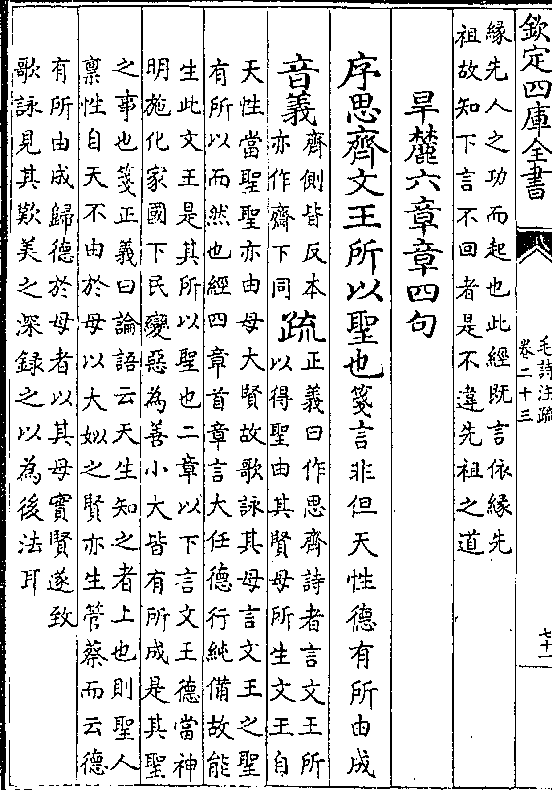 欽定四庫全書
毛詩注疏
卷二十三
七十一
緣先人之功而起也此經既言依緣先
祖故知下言不回者是不違先祖之道
旱麓六章章四句
序思齊文王所以聖也箋言非但天性德有所由成
音義
齊側皆反本
亦作齋下同
疏
正義曰作思齊詩者言文王所
以得聖由其賢母所生文王自
天性當聖聖亦由母大賢故歌詠其母言文王之聖
有所以而然也經四章首章言大任德行純備故能
生此文王是其所以聖也二章以下言文王德當神
明施化家國下民變惡為善小大皆有所成是其聖
之事也箋正義曰論語云天生知之者上也則聖人
稟性自天不由於母以大姒之賢亦生管蔡而云德
有所由成歸德於母者以其母實賢遂致
歌詠見其歎美之深録之以為後法耳